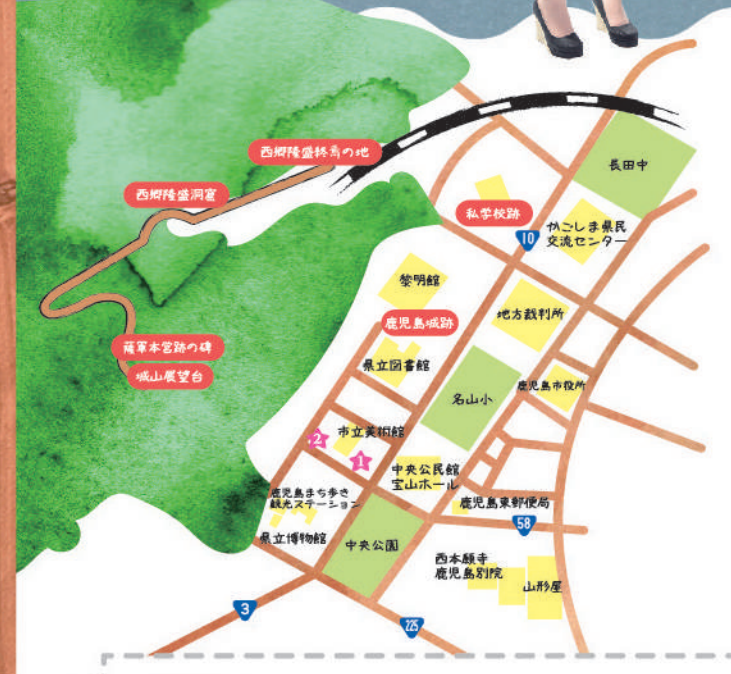 長田中
西郷隆盛終焉の地
西郷隆盛洞窟
私学校跡
かごしま県民
交流センター
10
黎明館
地方裁判所
鹿児島城跡
薩軍本営跡の碑
城山展望台
県立図書館
名山小
鹿児島市役所
2
市立美術館
1
中央公民館
宝山ホール
鹿児島まち歩き
観光ステーション
鹿児島東郵便局
58
県立博物館
中央公園
西本願寺
鹿児島別院
山形屋
3
225